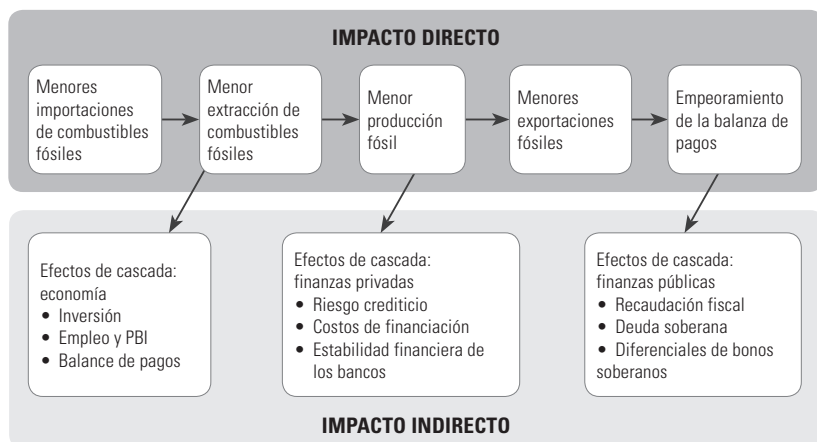 IMPACTO DIRECTO
Menores
importaciones
de combustibles
fósiles
Menor
extracción de
combustibles
fósiles
Menor
producción
fósil
Menores
exportaciones
fósiles
Empeoramiento
de la balanza de
pagos
Efectos de cascada:
economía
• Inversión
• Empleo y PBI
• Balance de pagos
Efectos de cascada:
finanzas privadas
• Riesgo crediticio
• Costos de financiación
• Estabilidad financiera de
los bancos
Efectos de cascada:
finanzas públicas
• Recaudación fiscal
• Deuda soberana
• Diferenciales de bonos
soberanos
IMPACTO INDIRECTO